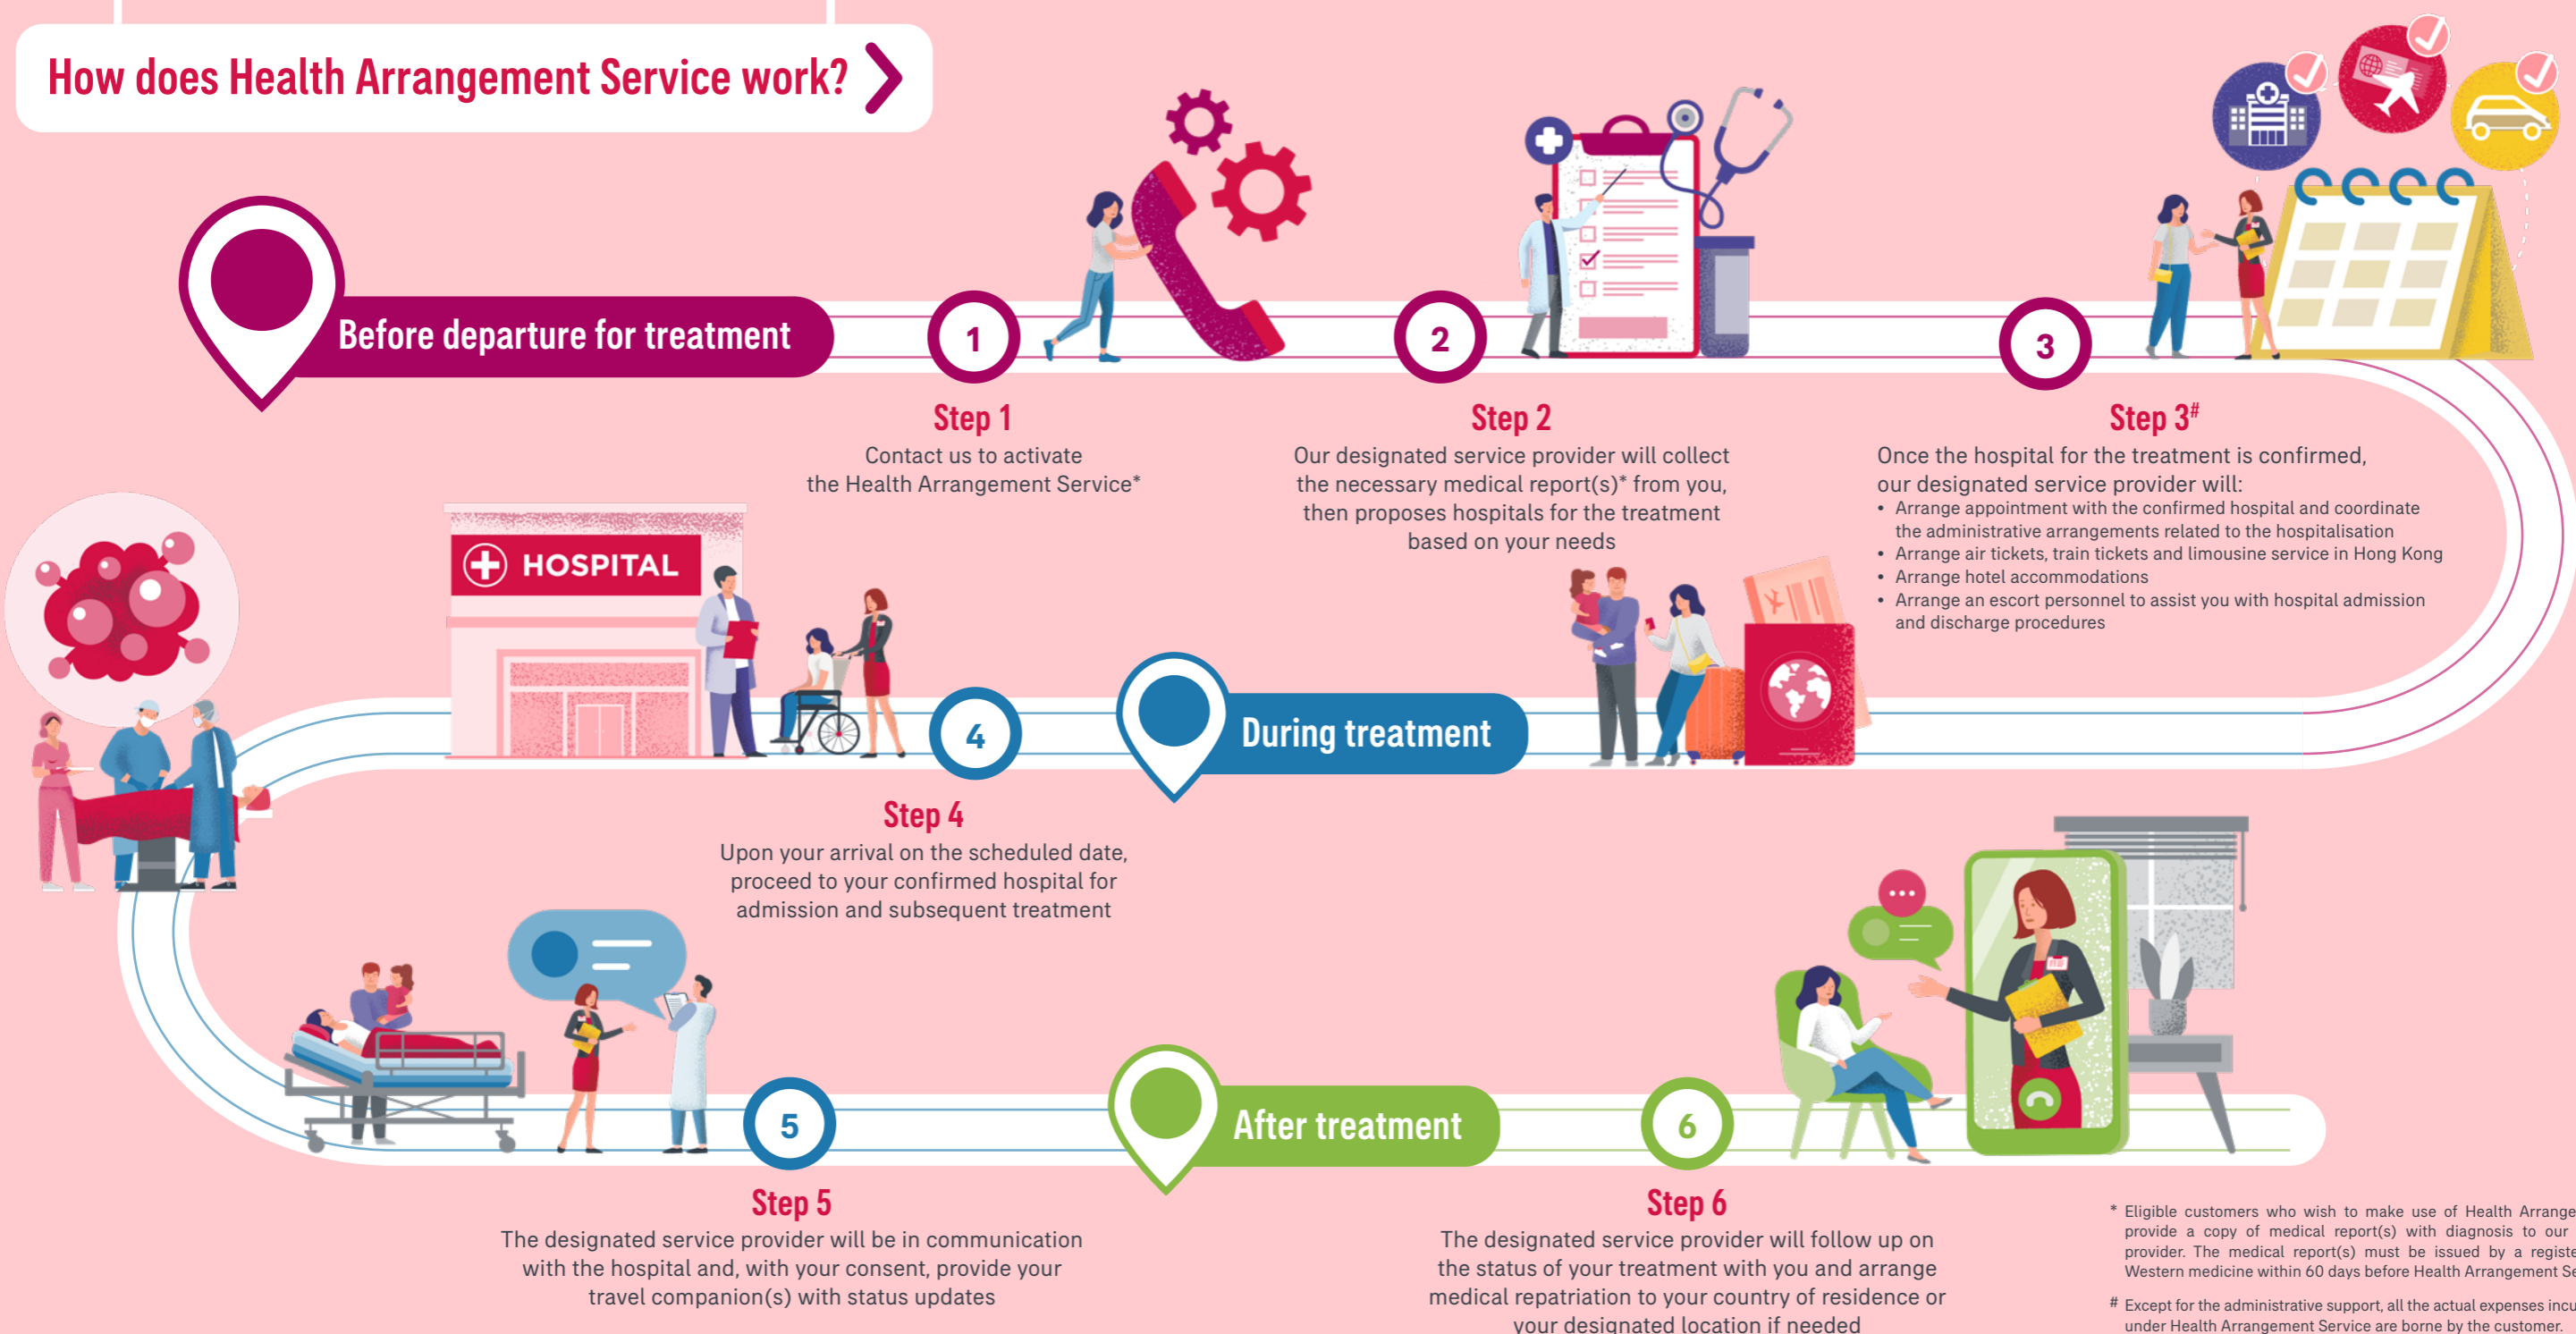 How does Health Arrangement Service work?
Before departure for treatment
1
2
3
Step 1
Contact us to activate
the Health Arrangement Service*
Step 2
Our designated service provider will collect
the necessary medical report(s)* from you,
then proposes hospitals for the treatment
based on your needs
Step 3#
Once the hospital for the treatment is confirmed,
our designated service provider will:
• Arrange appointment with the confirmed hospital and coordinate
the administrative arrangements related to the hospitalisation
• Arrange air tickets, train tickets and limousine service in Hong Kong
• Arrange hotel accommodations
• Arrange an escort personnel to assist you with hospital admission
and discharge procedures
HOSPITAL
4
During treatment
Step 4
Upon your arrival on the scheduled date,
proceed to your confirmed hospital for
admission and subsequent treatment
5
After treatment
6
Step 5
The designated service provider will be in communication
with the hospital and, with your consent, provide your
travel companion(s) with status updates
Step 6
The designated service provider will follow up on
the status of your treatment with you and arrange
medical repatriation to your country of residence or
your designated location if needed
* Eligible customers who wish to make use of Health
provide a copy of medical report(s) with diagnosis to our
provider. The medical report(s) must be issued by a
Western medicine within 60 days before Health Arrangement
# Except for the administrative support, all the actual expenses
under Health Arrangement Service are borne by the customer.